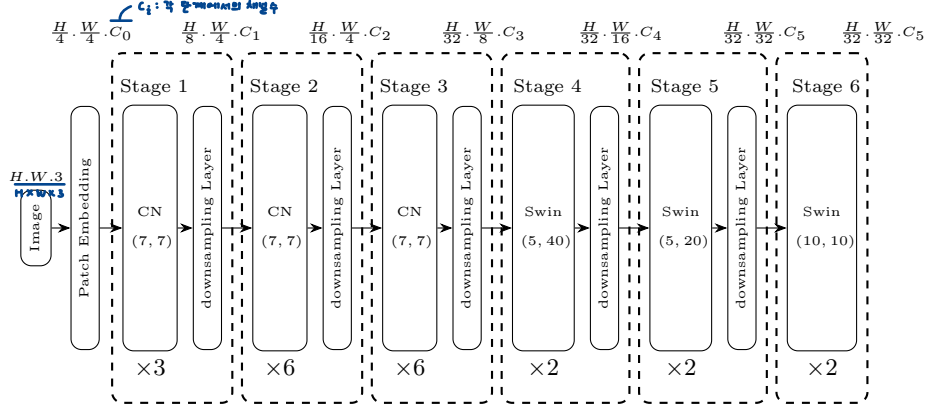 C_i : 각 단계에서의 채널수
H/4 . W/4 . C_0 H/8 . W/4 . C_1 H/16 . W/4 . C_2 H/32 . W/8 . C_3 H/32 . W/16 . C_4 H/32 . W/32 . C_5 H/32 . W/32 . C_5
Stage 1 Stage 2 Stage 3 Stage 4 Stage 5 Stage 6
H.W.3
H×W×3
Image
Patch Embedding
CN
(7, 7)
downsampling Layer
CN
(7, 7)
downsampling Layer
CN
(7, 7)
downsampling Layer
Swin
(5, 40)
downsampling Layer
Swin
(5, 20)
downsampling Layer
Swin
(10, 10)
×3 ×6 ×6 ×2 ×2 ×2